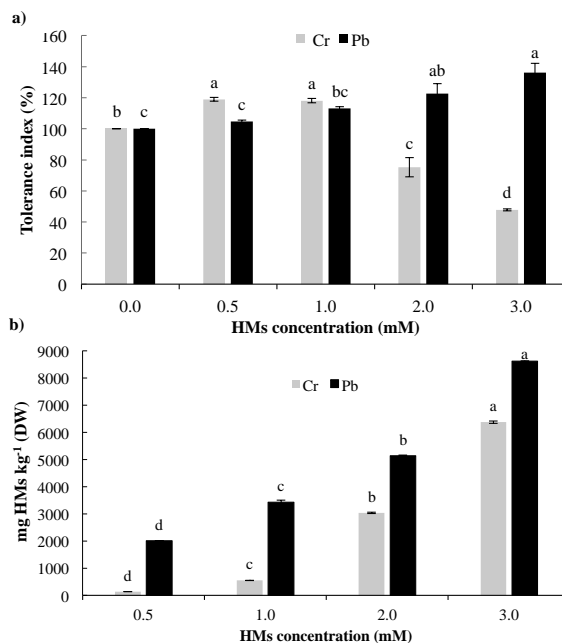 a)
160
140
120
100
80
60
40
20
0
Tolerance index (%)
Cr Pb
b c a c a bc c ab d a
0.0 0.5 1.0 2.0 3.0
HMs concentration (mM)
b)
9000
8000
7000
6000
5000
4000
3000
2000
1000
0
mg HMs kg⁻¹ (DW)
Cr Pb
d d c c b b a a
0.5 1.0 2.0 3.0
HMs concentration (mM)